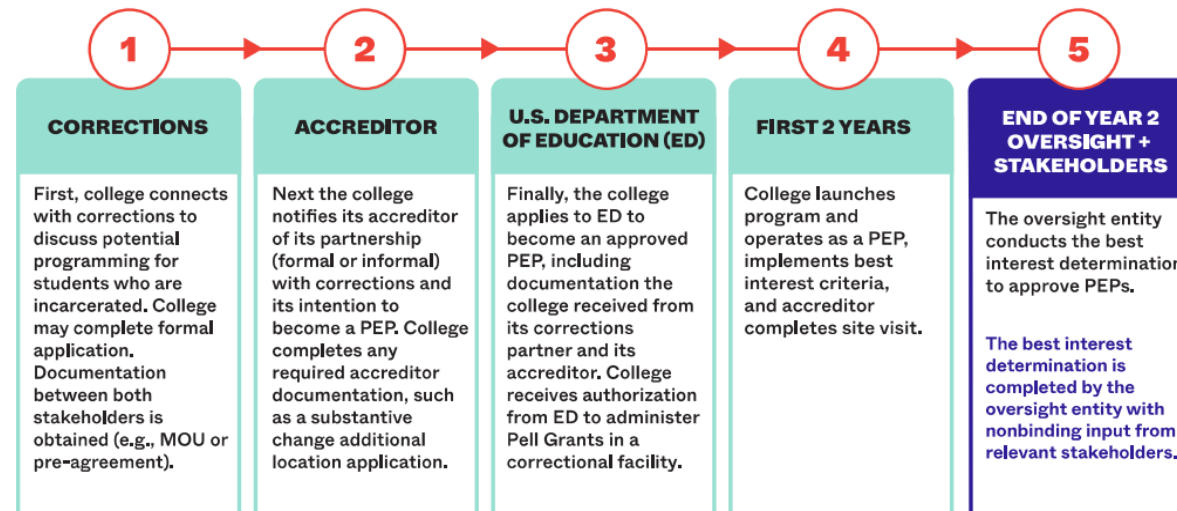 1
2
3
4
5
CORRECTIONS
First, college connects
with corrections to
discuss potential
programming for
students who are
incarcerated. College
may complete formal
application.
Documentation
between both
stakeholders is
obtained (e.g., MOU or
pre-agreement).
ACCREDITOR
Next the college
notifies its accreditor
of its partnership
(formal or informal)
with corrections and
its intention to
become a PEP. College
completes any
required accreditor
documentation, such
as a substantive
change additional
location application.
U.S. DEPARTMENT
OF EDUCATION (ED)
Finally, the college
applies to ED to
become an approved
PEP, including
documentation the
college received from
its corrections
partner and its
accreditor. College
receives authorization
from ED to administer
Pell Grants in a
correctional facility.
FIRST 2 YEARS
College launches
program and
operates as a PEP,
implements best
interest criteria,
and accreditor
completes site visit.
END OF YEAR 2
OVERSIGHT +
STAKEHOLDERS
The oversight entity
conducts the best
interest determination
to approve PEPs.
The best interest
determination is
completed by the
oversight entity with
nonbinding input from
relevant stakeholders.